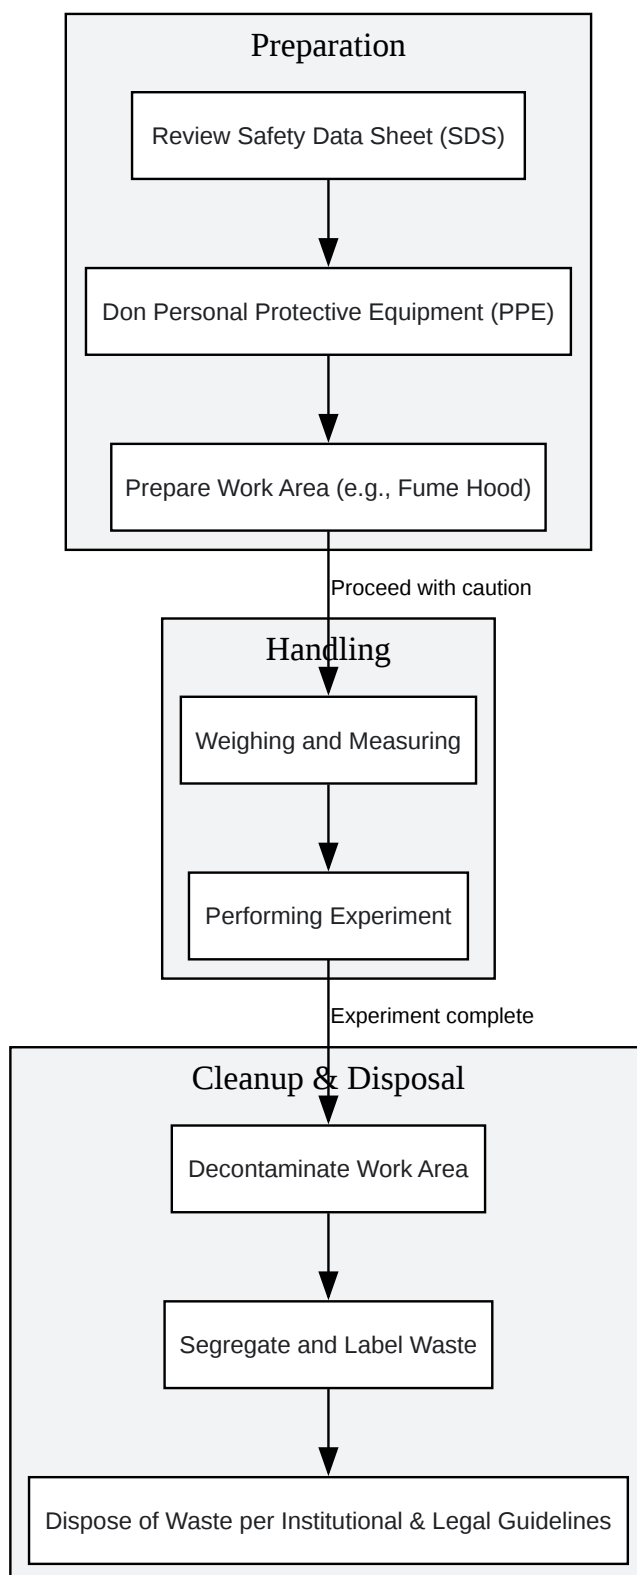 Preparation
Review Safety Data Sheet (SDS)
Don Personal Protective Equipment (PPE)
Prepare Work Area (e.g., Fume Hood)
Proceed with caution
Handling
Weighing and Measuring
Performing Experiment
Experiment complete
Cleanup & Disposal
Decontaminate Work Area
Segregate and Label Waste
Dispose of Waste per Institutional & Legal Guidelines